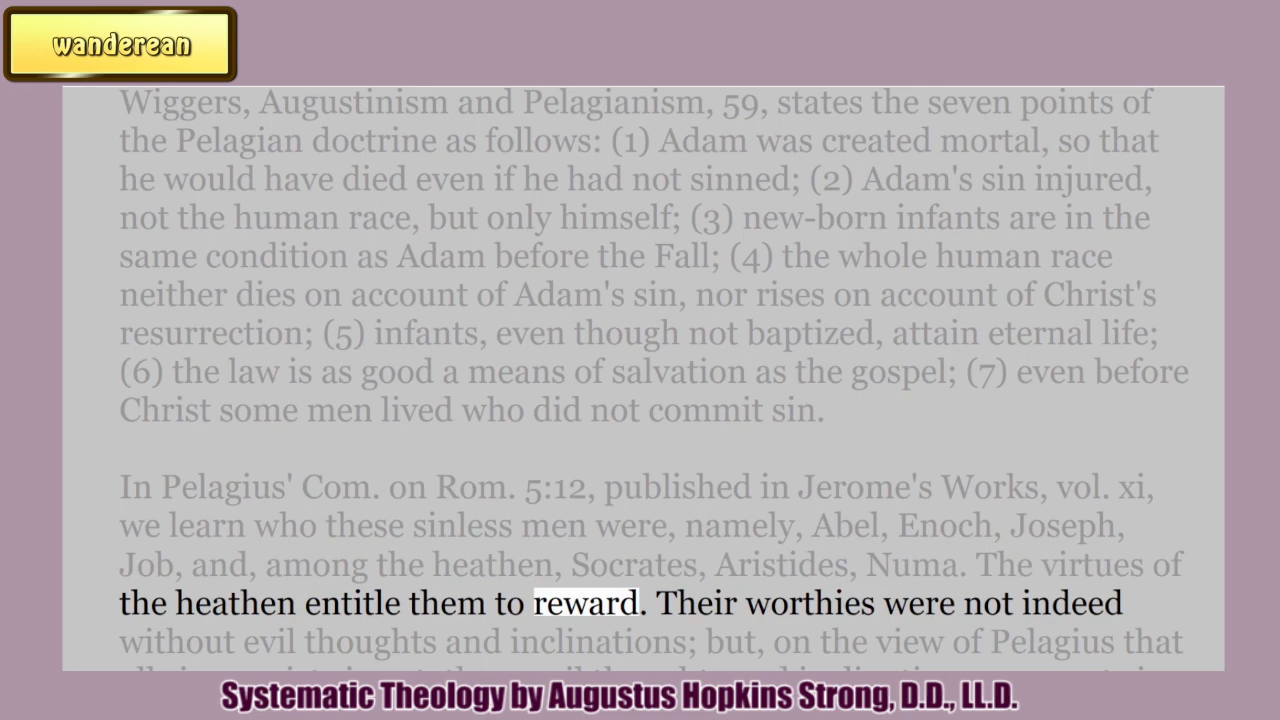 wanderean
Wiggers, Augustinism and Pelagianism, 59, states the seven points of
the Pelagian doctrine as follows: (1) Adam was created mortal, so that
he would have died even if he had not sinned; (2) Adam's sin injured,
not the human race, but only himself; (3) new-born infants are in the
same condition as Adam before the Fall; (4) the whole human race
neither dies on account of Adam's sin, nor rises on account of Christ's
resurrection; (5) infants, even though not baptized, attain eternal life;
(6) the law is as good a means of salvation as the gospel; (7) even before
Christ some men lived who did not commit sin.
In Pelagius' Com. on Rom. 5:12, published in Jerome's Works, vol. xi,
we learn who these sinless men were, namely, Abel, Enoch, Joseph,
Job, and, among the heathen, Socrates, Aristides, Numa. The virtues of
the heathen entitle them to reward. Their worthies were not indeed
without evil thoughts and inclinations; but, on the view of Pelagius that
Systematic Theology by Augustus Hopkins Strong, D.D., LL.D.